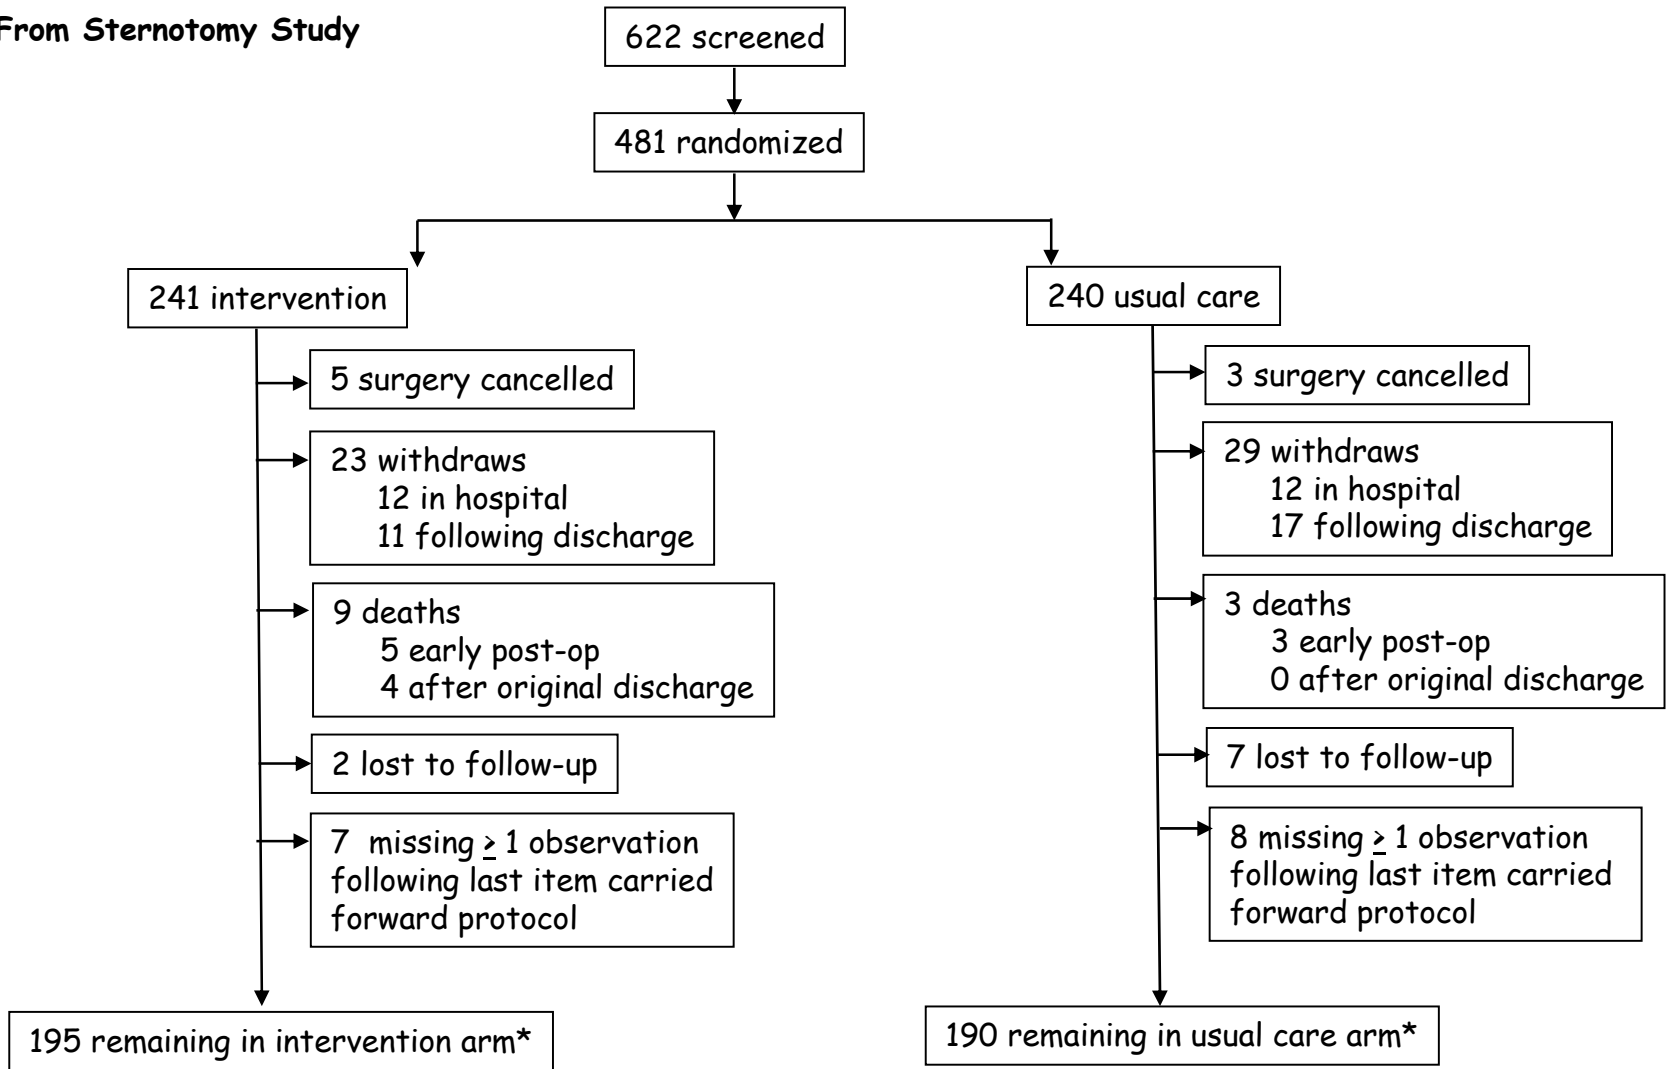 From Sternotomy Study
622 screened
481 randomized
241 intervention
5 surgery cancelled
23 withdraws
12 in hospital
11 following discharge
9 deaths
5 early post-op
4 after original discharge
2 lost to follow-up
7 missing ≥ 1 observation
following last item carried
forward protocol
195 remaining in intervention arm*
240 usual care
3 surgery cancelled
29 withdraws
12 in hospital
17 following discharge
3 deaths
3 early post-op
0 after original discharge
7 lost to follow-up
8 missing ≥ 1 observation
following last item carried
forward protocol
190 remaining in usual care arm*